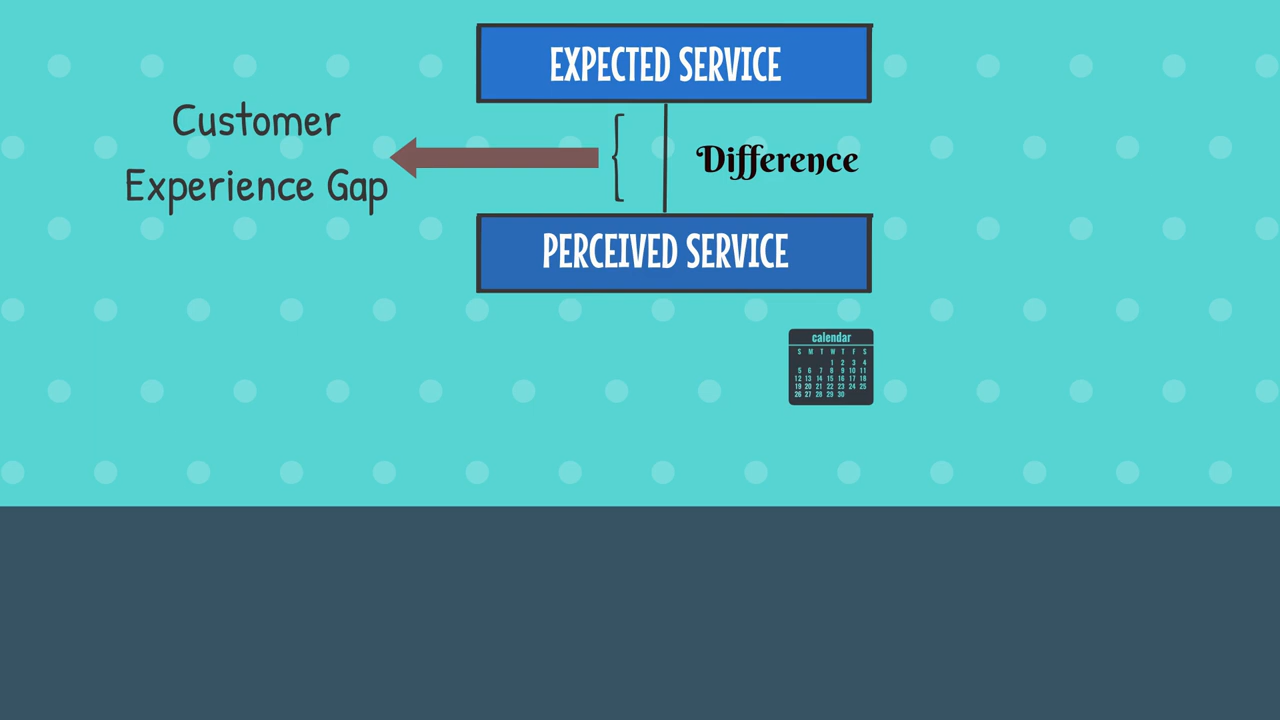 EXPECTED SERVICE
Customer
Experience Gap
Difference
PERCEIVED SERVICE
calendar
S M T W T F S
1 2 3 4
5 6 7 8 9 10 11
12 13 14 15 16 17 18
19 20 21 22 23 24 25
26 27 28 29 30